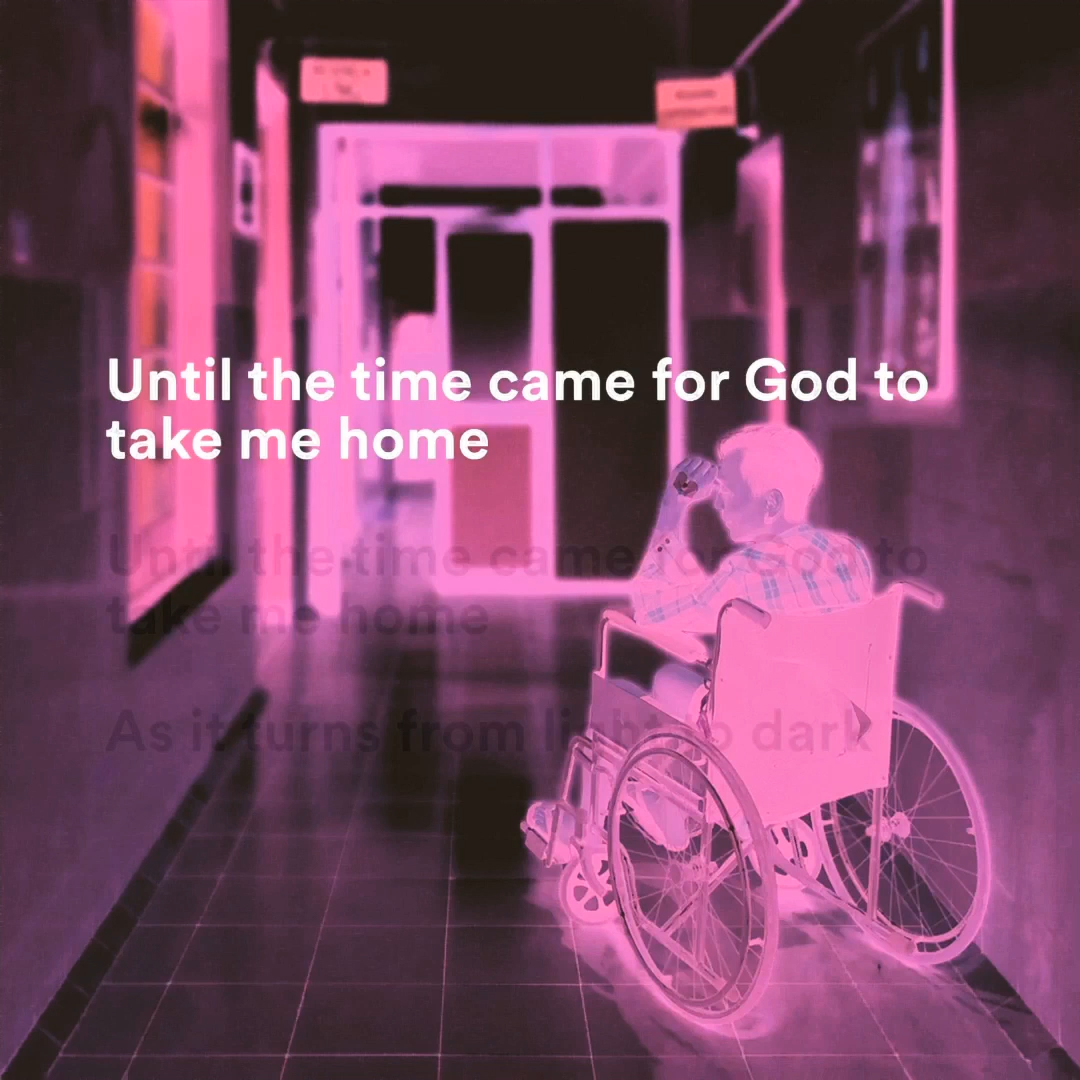 Until the time came for God to
take me home
Until the time came for God to
take me home
As it turns from light to dark